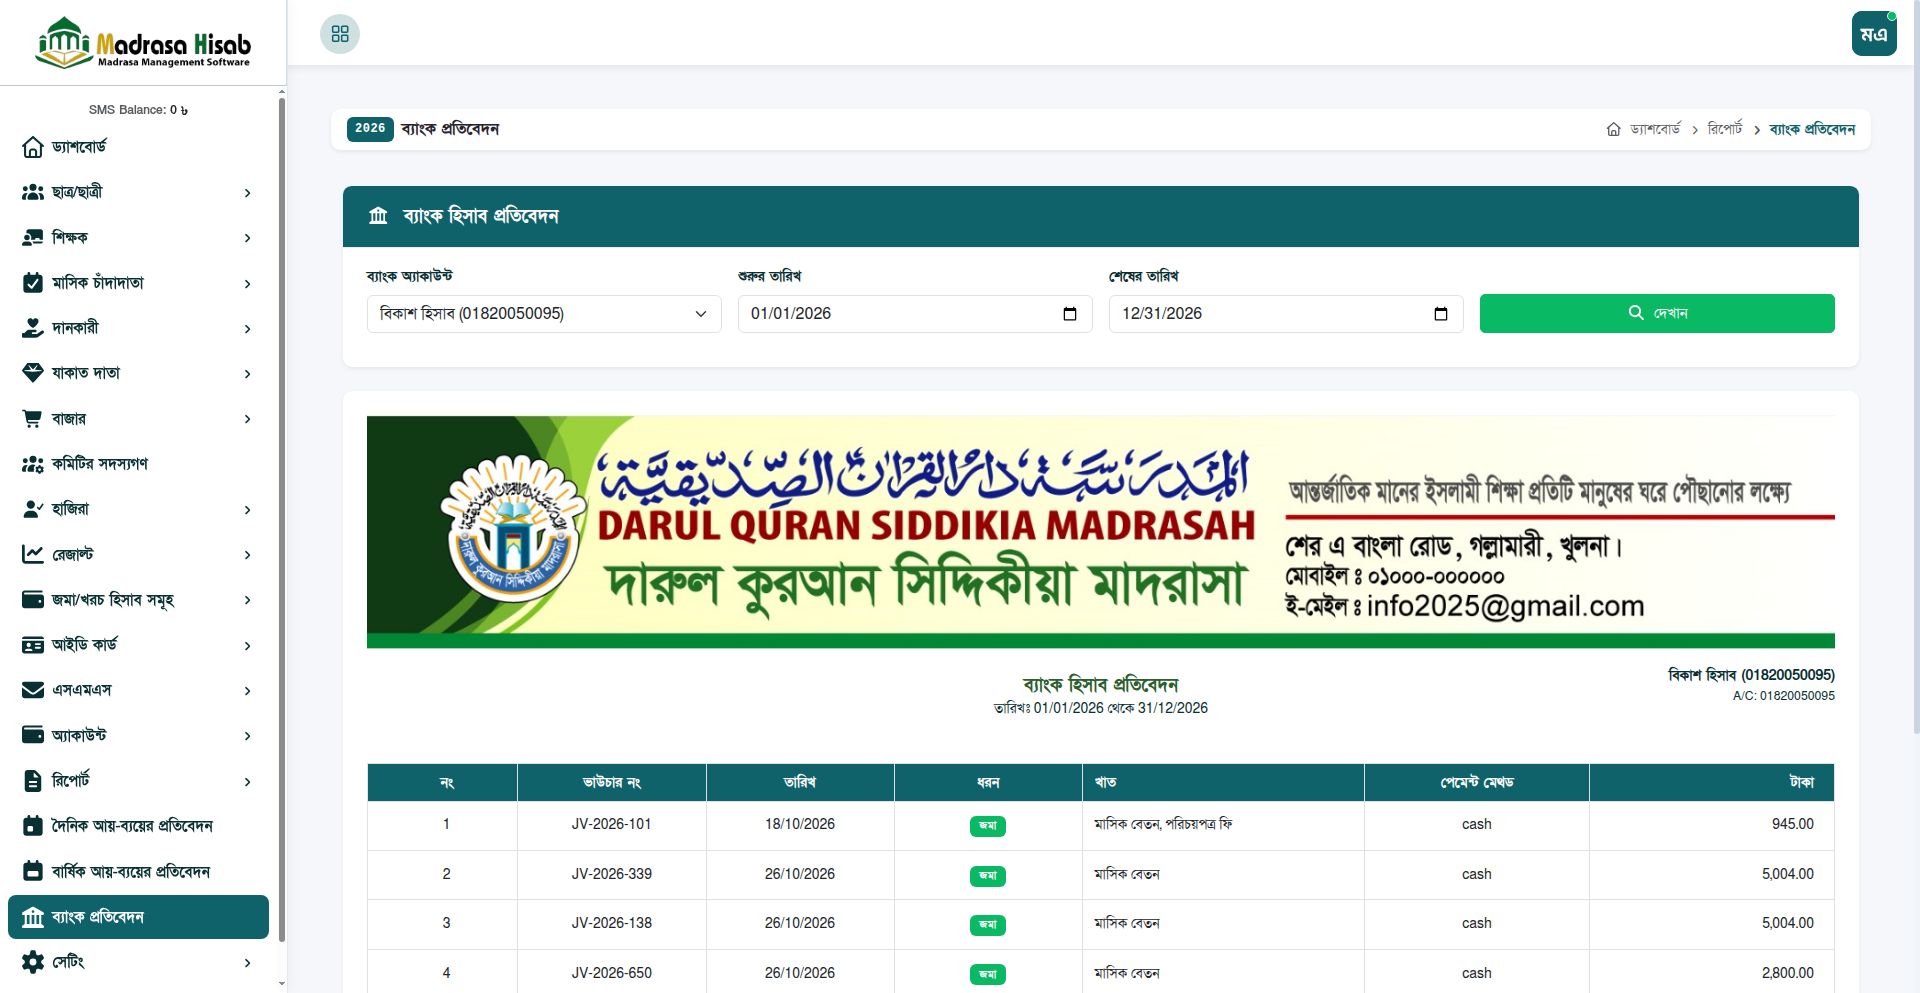 Madrasa Hisab
Madrasa Management Software
SMS Balance: 0 ৳
ড্যাশবোর্ড
ছাত্র/ছাত্রী
শিক্ষক
মাসিক চাঁদাদাতা
দানকারী
যাকাত দাতা
বাজার
কমিটির সদস্যগণ
হাজিরা
রেজাল্ট
জমা/খরচ হিসাব সমূহ
আইডি কার্ড
এসএমএস
অ্যাকাউন্ট
রিপোর্ট
দৈনিক আয়-ব্যয়ের প্রতিবেদন
বার্ষিক আয়-ব্যয়ের প্রতিবেদন
ব্যাংক প্রতিবেদন
সেটিং
মএ
2026 ব্যাংক প্রতিবেদন
ড্যাশবোর্ড > রিপোর্ট > ব্যাংক প্রতিবেদন
ব্যাংক হিসাব প্রতিবেদন
ব্যাংক অ্যাকাউন্ট শুরুর তারিখ শেষের তারিখ
বিকাশ হিসাব (01820050095) 01/01/2026 12/31/2026 দেখান
المدرسة دار القرآن الصديقية
DARUL QURAN SIDDIKIA MADRASAH
দারুল কুরআন সিদ্দিকীয়া মাদরাসা
দারুল কুরআন সিদ্দিকীয়া মাদরাসা
আন্তর্জাতিক মানের ইসলামী শিক্ষা প্রতিটি মানুষের ঘরে পৌছানোর লক্ষ্যে
শের এ বাংলা রোড, গল্লামারী, খুলনা।
মোবাইল ঃ ০১০০০-০০০০০০
ই-মেইল ঃ info2025@gmail.com
ব্যাংক হিসাব প্রতিবেদন
তারিখঃ 01/01/2026 থেকে 31/12/2026
বিকাশ হিসাব (01820050095)
A/C: 01820050095
নং ভাউচার নং তারিখ ধরন খাত পেমেন্ট মেথড টাকা
1 JV-2026-101 18/10/2026 জমা মাসিক বেতন, পরিচয়পত্র ফি cash 945.00
2 JV-2026-339 26/10/2026 জমা মাসিক বেতন cash 5,004.00
3 JV-2026-138 26/10/2026 জমা মাসিক বেতন cash 5,004.00
4 JV-2026-650 26/10/2026 জমা মাসিক বেতন cash 2,800.00